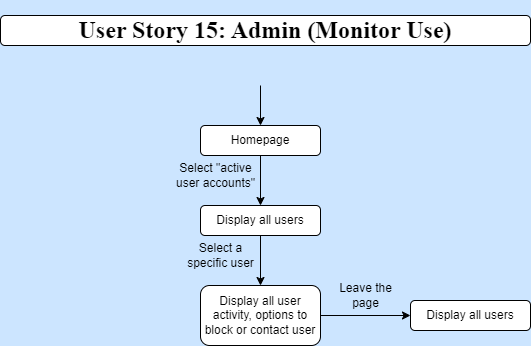 User Story 15: Admin (Monitor Use)
Homepage
Select "active
user accounts"
Display all users
Select a
specific user
Display all user
activity, options to
block or contact user
Leave the
page
Display all users